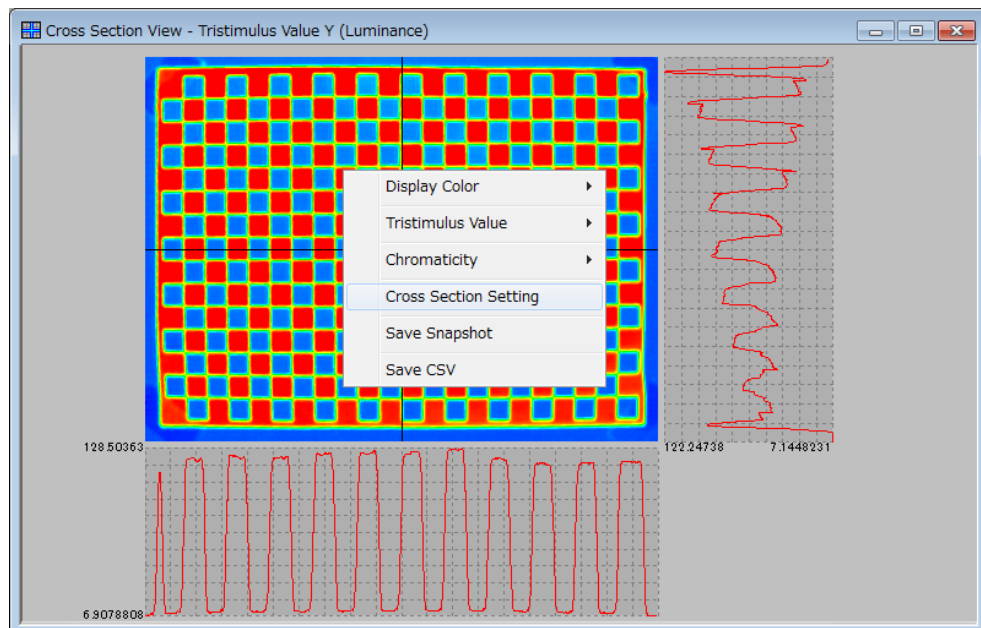 Cross Section View - Tristimulus Value Y (Luminance)
Display Color
Tristimulus Value
Chromaticity
Cross Section Setting
Save Snapshot
Save CSV
128.50363
122.24738
7.1448231
6.9078808